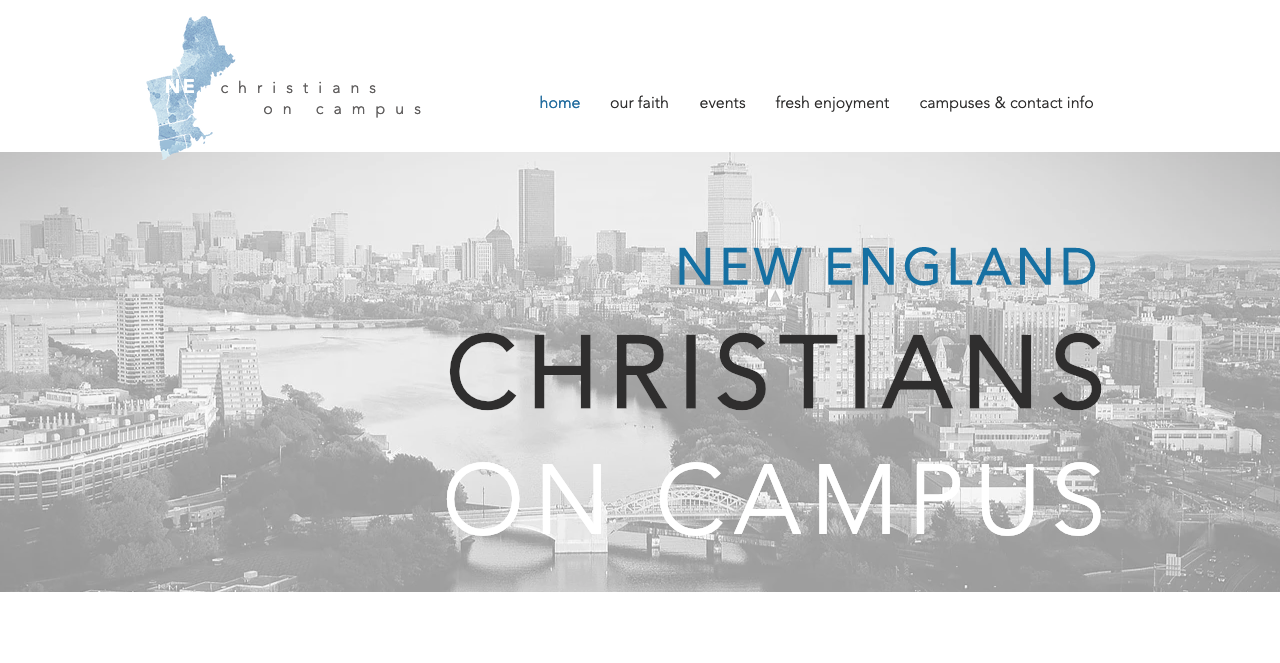 NE christians
on campus
home our faith events fresh enjoyment campuses & contact info
NEW ENGLAND
CHRISTIANS
ON CAMPUS